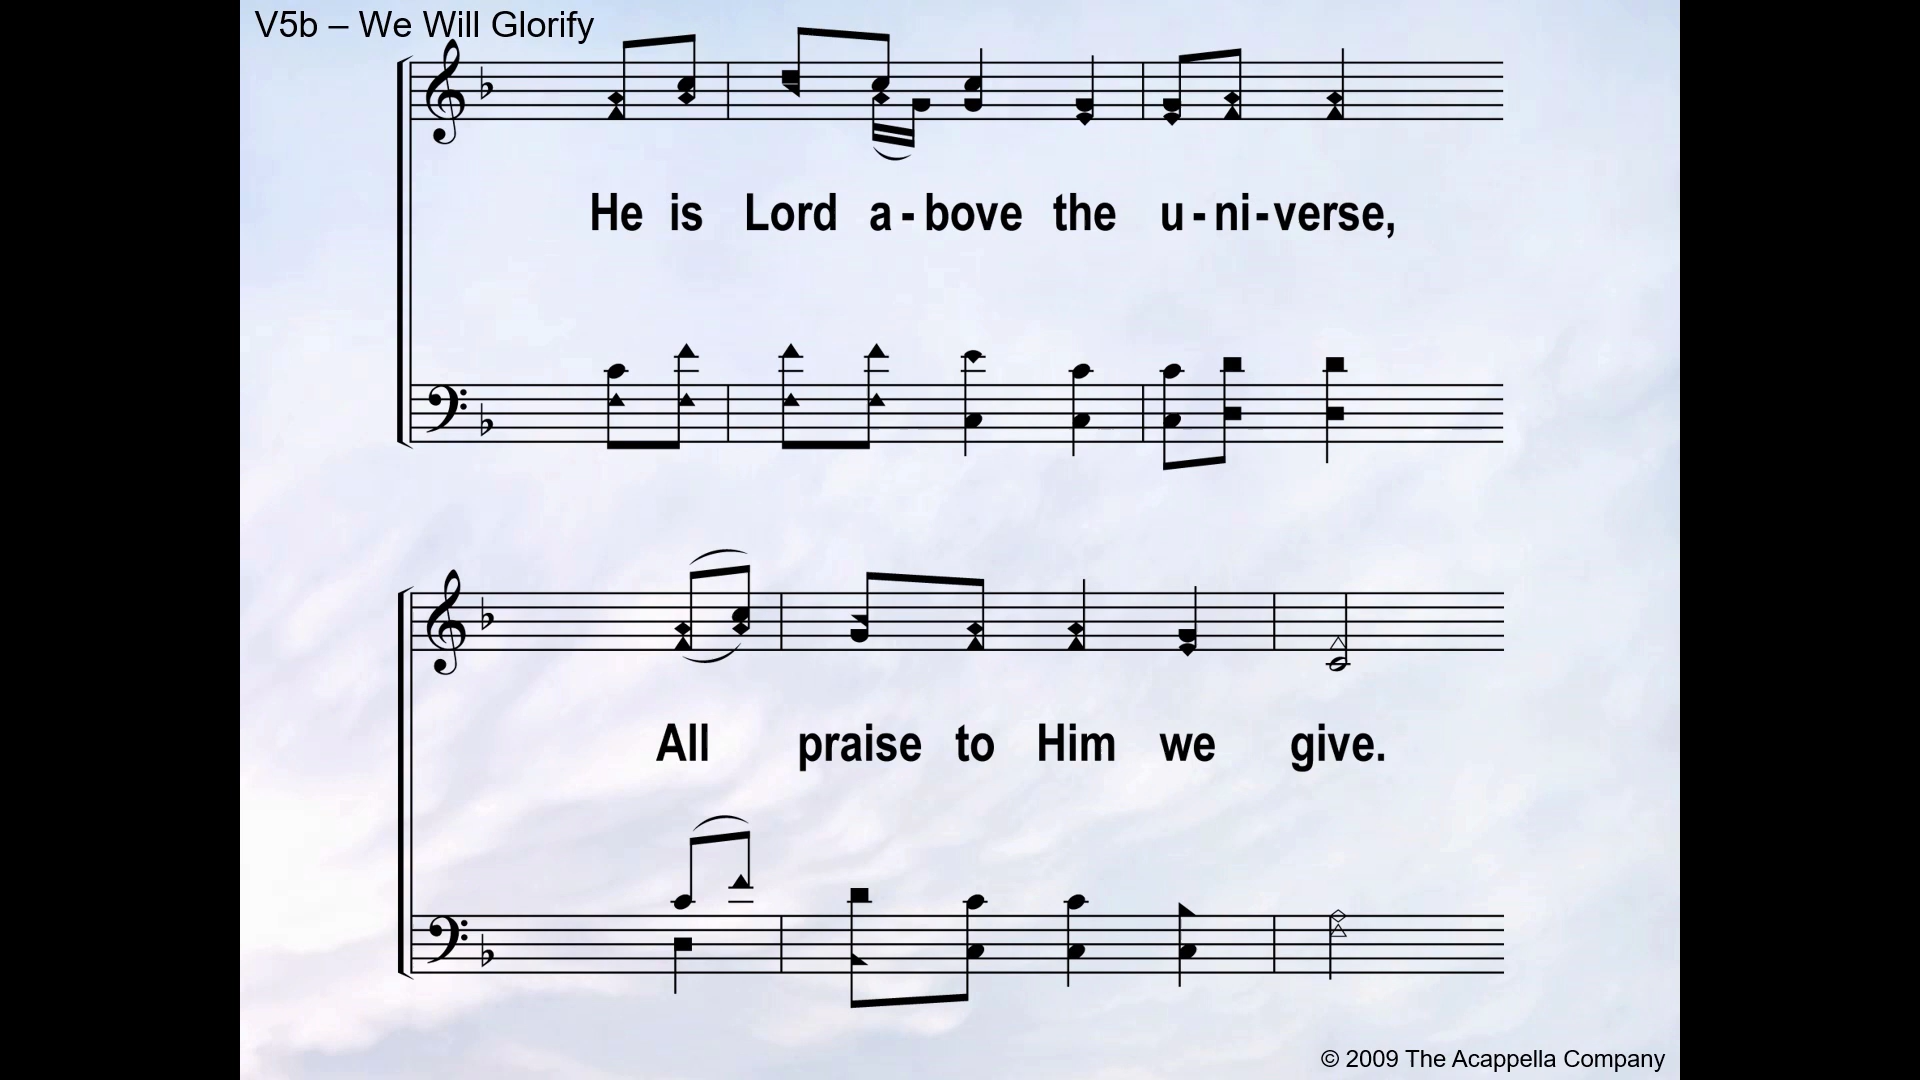 V5b – We Will Glorify
He is Lord a - bove the u - ni - verse,
All praise to Him we give.
© 2009 The Acappella Company